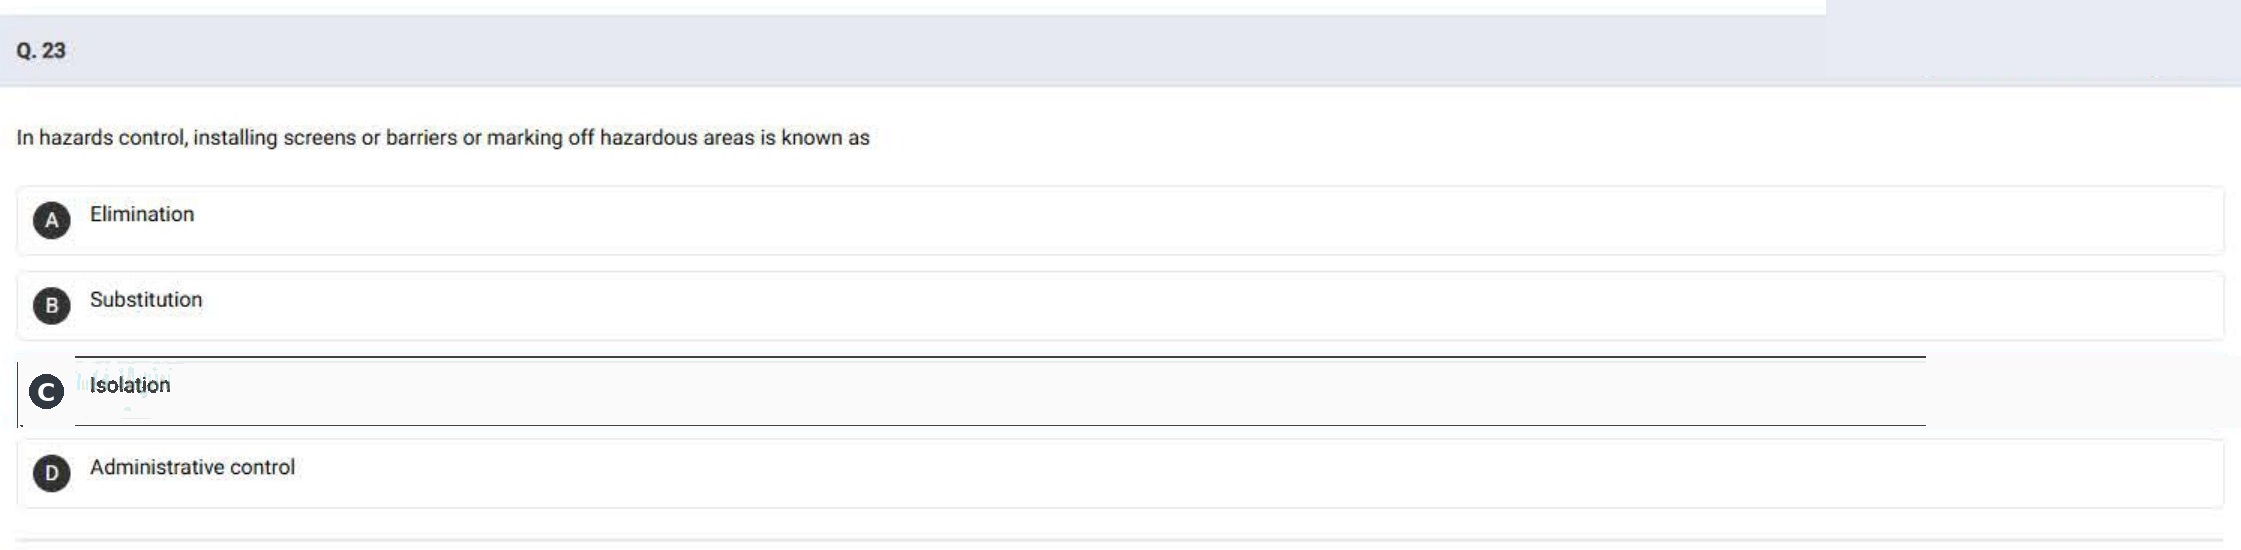 Q. 23
In hazards control, installing screens or barriers or marking off hazardous areas is known as
A Elimination
B Substitution
C Isolation
D Administrative control